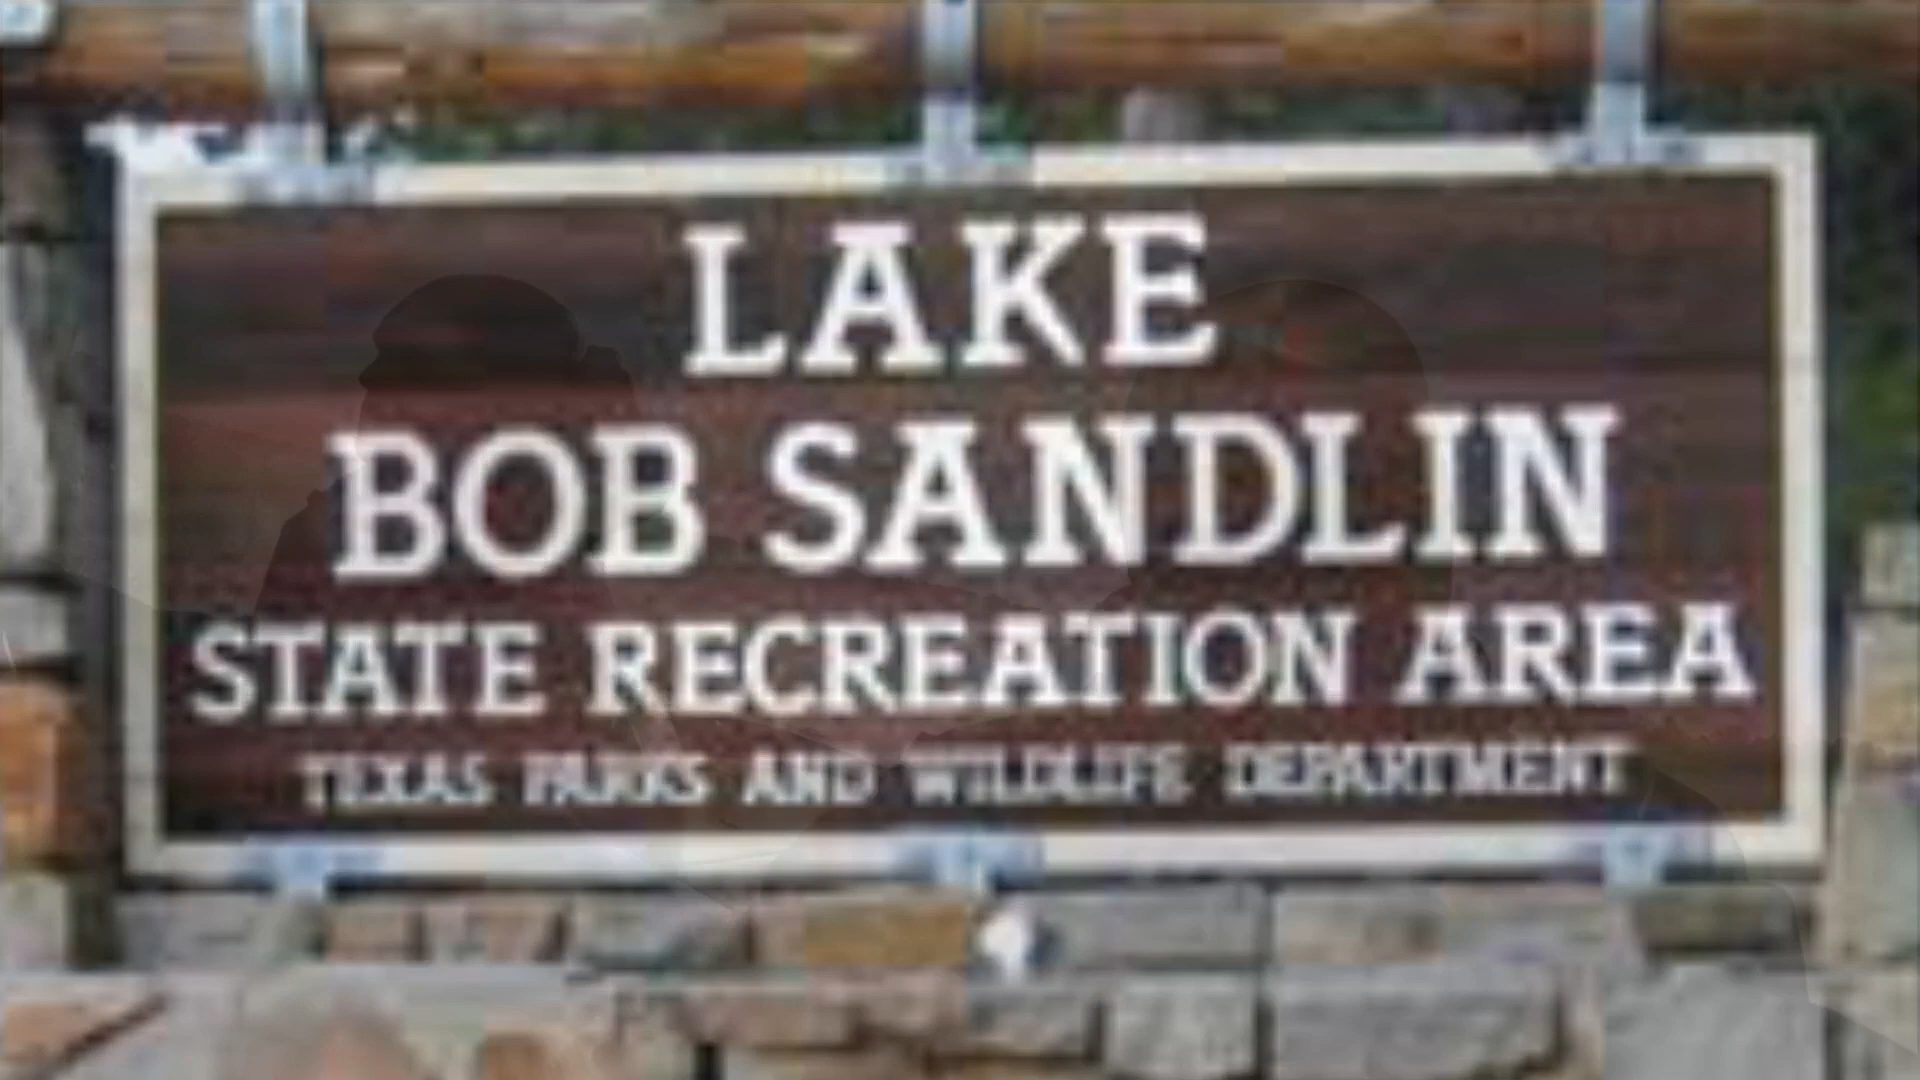 LAKE
BOB SANDLIN
STATE RECREATION AREA
TEXAS PARKS AND WILDLIFE DEPARTMENT